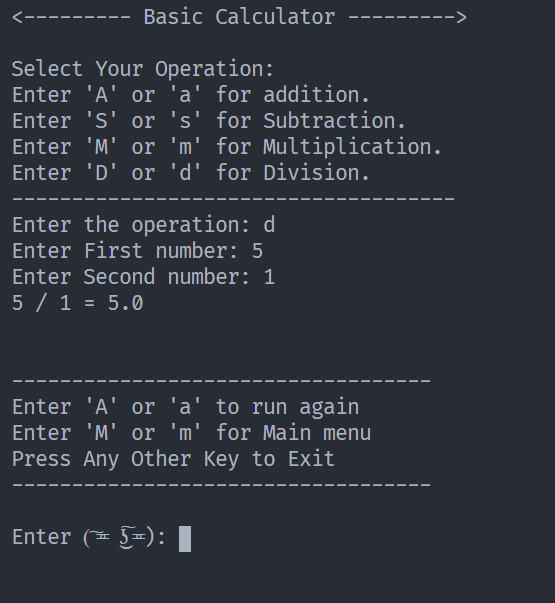 <--------- Basic Calculator --------->
Select Your Operation:
Enter 'A' or 'a' for addition.
Enter 'S' or 's' for Subtraction.
Enter 'M' or 'm' for Multiplication.
Enter 'D' or 'd' for Division.
-------------------------------------
Enter the operation: d
Enter First number: 5
Enter Second number: 1
5 / 1 = 5.0
-----------------------------------
Enter 'A' or 'a' to run again
Enter 'M' or 'm' for Main menu
Press Any Other Key to Exit
-----------------------------------
Enter (͠≖ ͜ʖ͠≖):